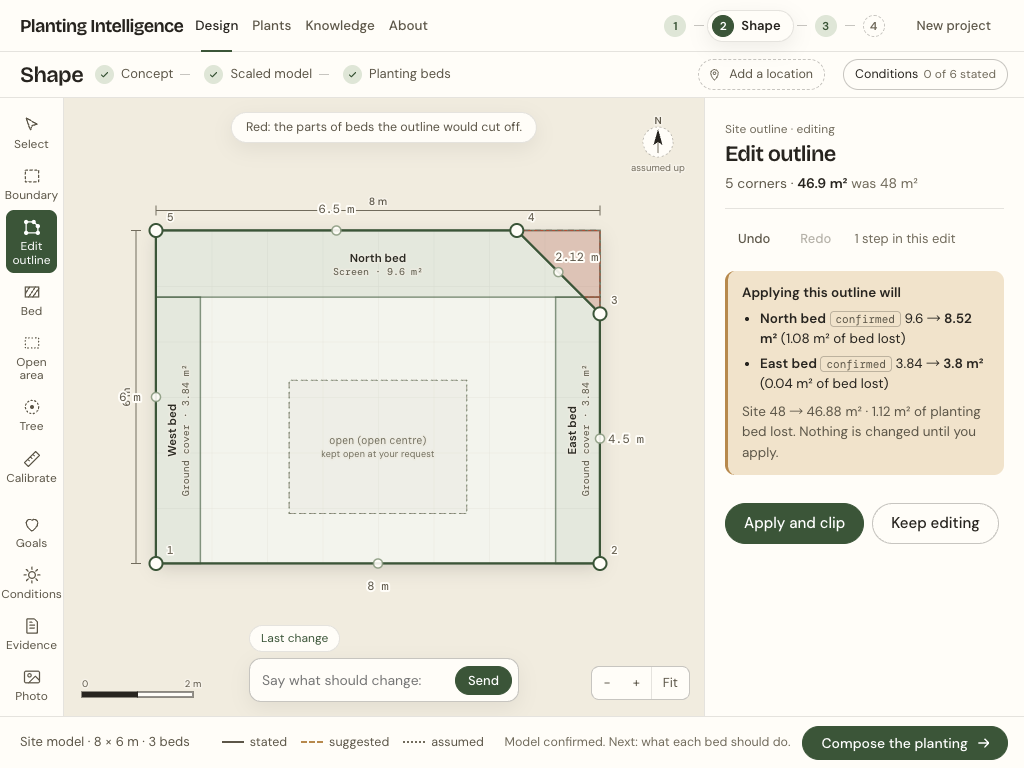 Planting Intelligence Design Plants Knowledge About 1 2 Shape 3 4 New project
Shape Concept Scaled model Planting beds Add a location Conditions 0 of 6 stated
Select
Boundary
Edit
outline
Bed
Open
area
Tree
Calibrate
Goals
Conditions
Evidence
Photo
Red: the parts of beds the outline would cut off.
N
assumed up
8 m
6.5 m
5
4
North bed
Screen · 9.6 m²
2.12 m
3
6 m
West bed
Ground cover · 3.84 m²
open (open centre)
kept open at your request
East bed
Ground cover · 3.84 m²
4.5 m
1
2
8 m
Last change
Say what should change:
Send
0 2 m
− + Fit
Site outline · editing
Edit outline
5 corners · 46.9 m² was 48 m²
Undo Redo 1 step in this edit
Applying this outline will
• North bed confirmed 9.6 → 8.52
m² (1.08 m² of bed lost)
• East bed confirmed 3.84 → 3.8 m²
(0.04 m² of bed lost)
Site 48 → 46.88 m² · 1.12 m² of planting
bed lost. Nothing is changed until you
apply.
Apply and clip Keep editing
Site model · 8 × 6 m · 3 beds stated suggested assumed Model confirmed. Next: what each bed should do. Compose the planting →